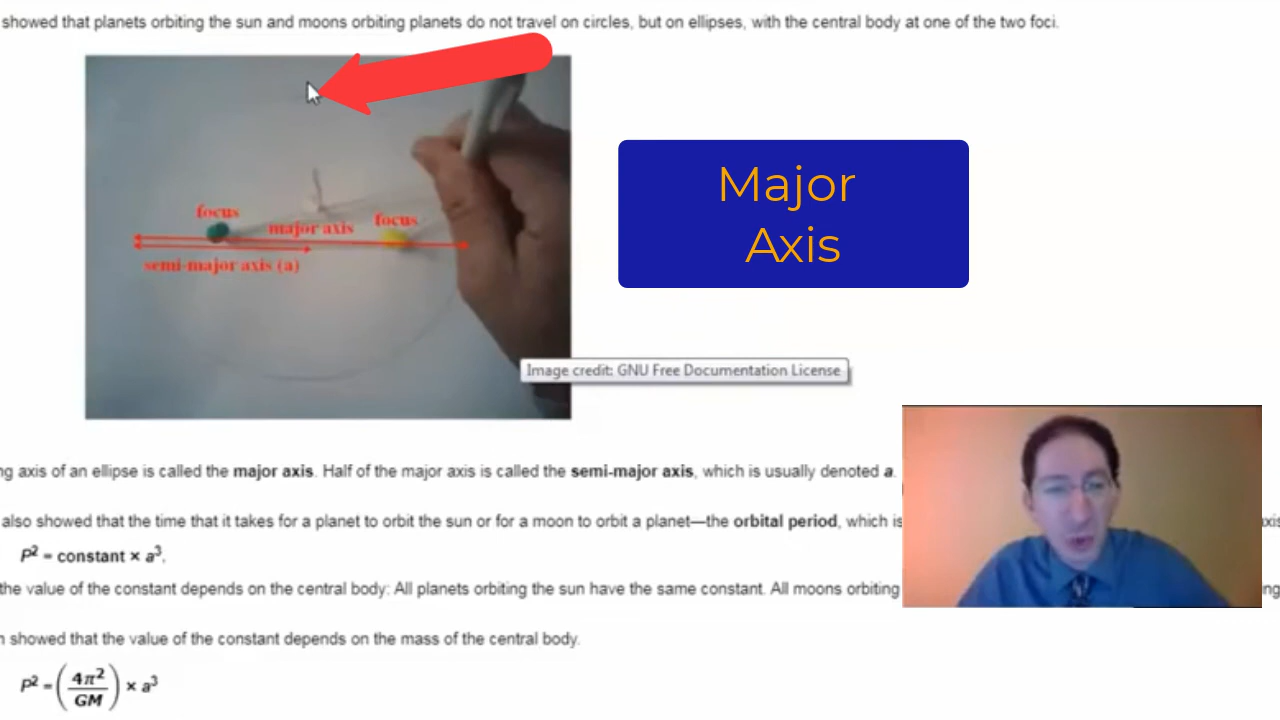 showed that planets orbiting the sun and moons orbiting planets do not travel on circles, but on ellipses, with the central body at one of the two foci.
focus
focus
major axis
semi-major axis (a)
Major
Axis
Image credit: GNU Free Documentation License
ng axis of an ellipse is called the major axis. Half of the major axis is called the semi-major axis, which is usually denoted a.
also showed that the time that it takes for a planet to orbit the sun or for a moon to orbit a planet—the orbital period, which is
P² = constant × a³.
the value of the constant depends on the central body: All planets orbiting the sun have the same constant. All moons orbiting ng
showed that the value of the constant depends on the mass of the central body.
P² = (4π²/GM) × a³